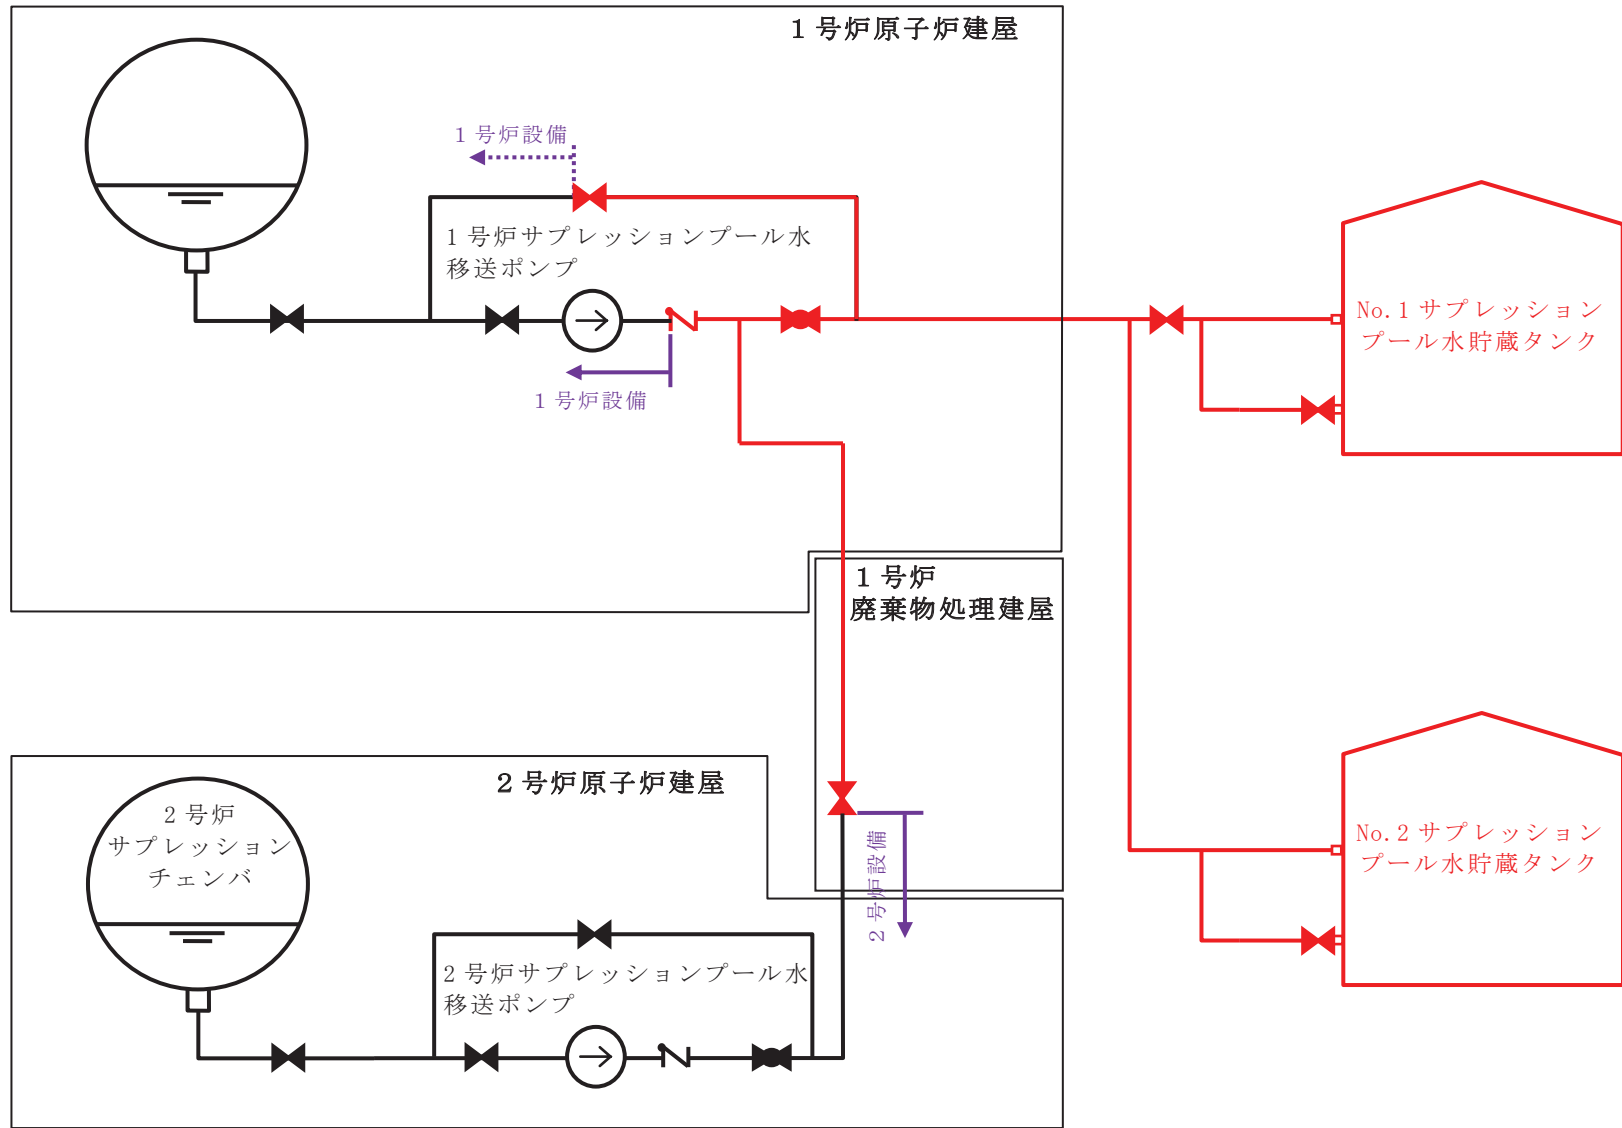 1号炉原子炉建屋
1号炉設備
1号炉サプレッションプール水
移送ポンプ
1号炉設備
No.1サプレッション
プール水貯蔵タンク
1号炉
廃棄物処理建屋
2号炉原子炉建屋
2号炉
サプレッション
チェンバ
2号炉設備
No.2サプレッション
プール水貯蔵タンク
2号炉サプレッションプール水
移送ポンプ